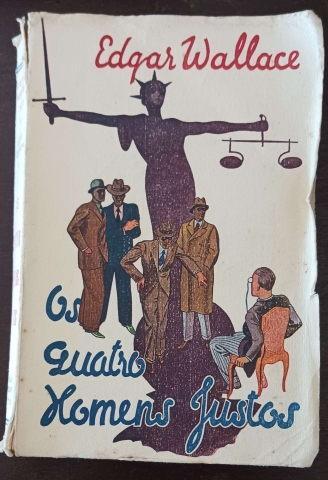 Edgar Wallace
Os
Quatro
Homens Justos